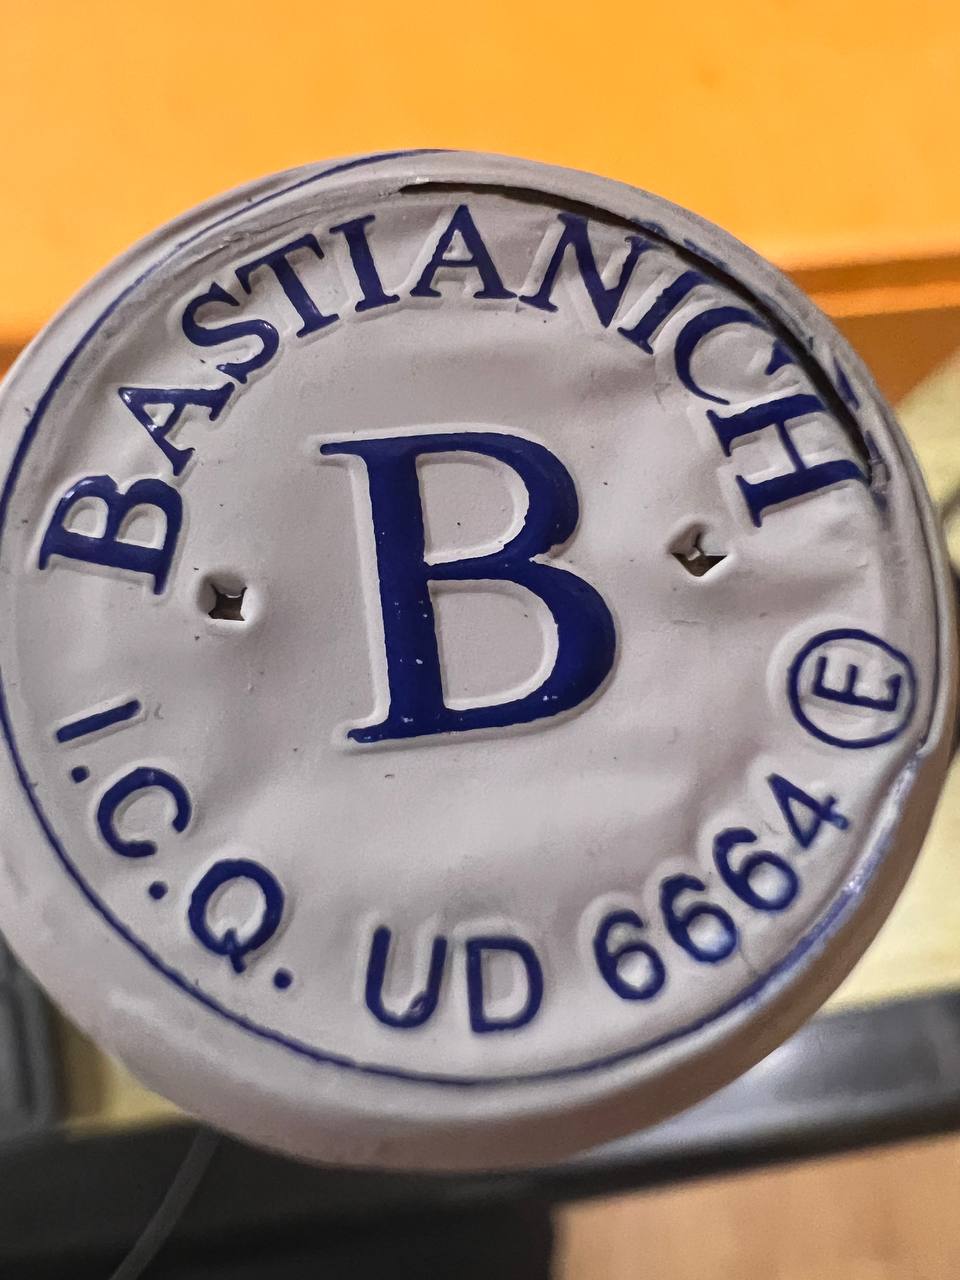 BASTIANICH
B
I.C.Q. UD 6664 Ⓔ